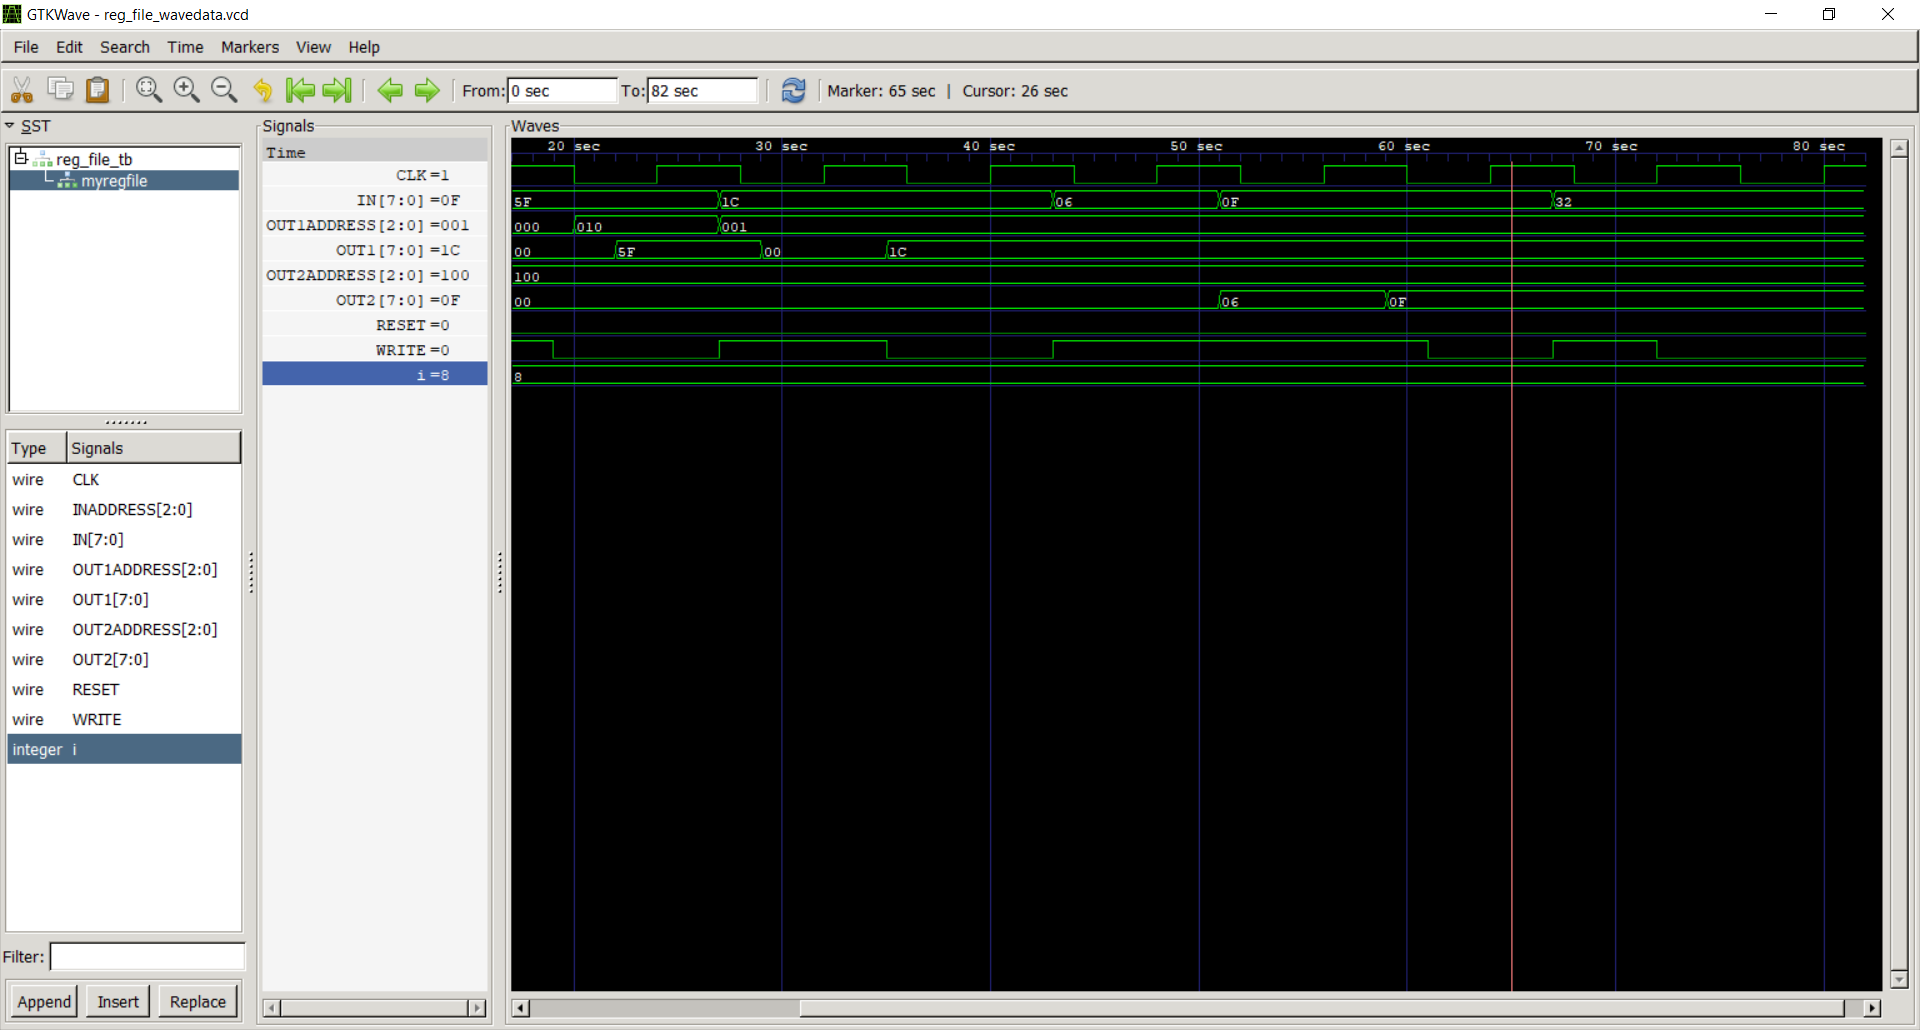 GTKWave - reg_file_wavedata.vcd
File Edit Search Time Markers View Help
From: 0 sec To: 82 sec Marker: 65 sec | Cursor: 26 sec
SST
reg_file_tb
myregfile
Type Signals
wire CLK
wire INADDRESS[2:0]
wire IN[7:0]
wire OUT1ADDRESS[2:0]
wire OUT1[7:0]
wire OUT2ADDRESS[2:0]
wire OUT2[7:0]
wire RESET
wire WRITE
integer i
Filter:
Append Insert Replace
Signals
Time
CLK =1
IN[7:0] =0F
OUT1ADDRESS[2:0] =001
OUT1[7:0] =1C
OUT2ADDRESS[2:0] =100
OUT2[7:0] =0F
RESET =0
WRITE =0
i =8
Waves
20 sec 30 sec 40 sec 50 sec 60 sec 70 sec 80 sec
5F 1C 06 0F 32
000 010 001
00 5F 00 1C
100
00 06 0F
8